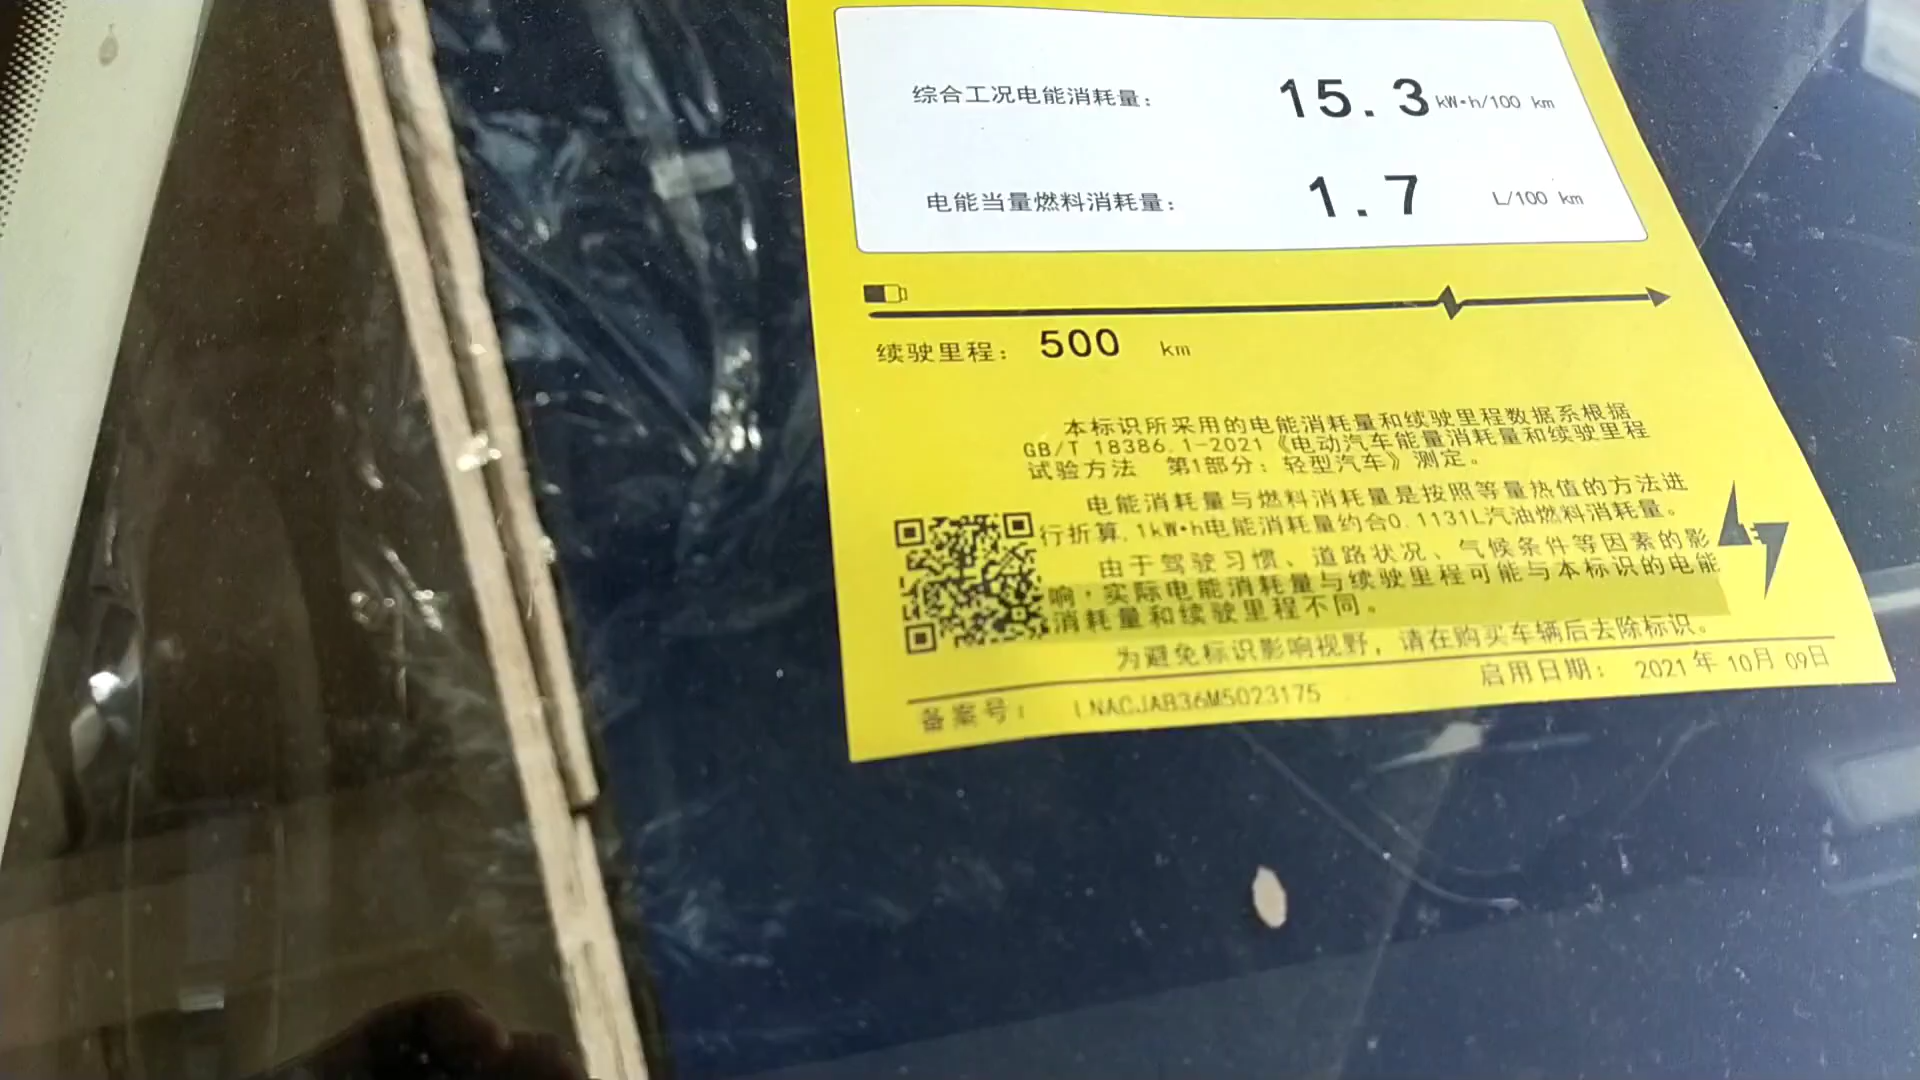 综合工况电能消耗量: 15.3 kW·h/100 km
电能当量燃料消耗量: 1.7 L/100 km
续驶里程: 500 km
本标识所采用的电能消耗量和续驶里程数据系根据
GB/T 18386.1-2021《电动汽车能量消耗量和续驶里程
试验方法 第1部分: 轻型汽车》测定。
电能消耗量与燃料消耗量是按照等量热值的方法进
行折算,1kW·h电能消耗量约合0.1131L汽油燃料消耗量。
由于驾驶习惯、道路状况、气候条件等因素的影
响,实际电能消耗量与续驶里程可能与本标识的电能
消耗量和续驶里程不同。
为避免标识影响视野,请在购买车辆后去除标识。
备案号: LNACJAB36M5023175 启用日期: 2021年 10月 09日